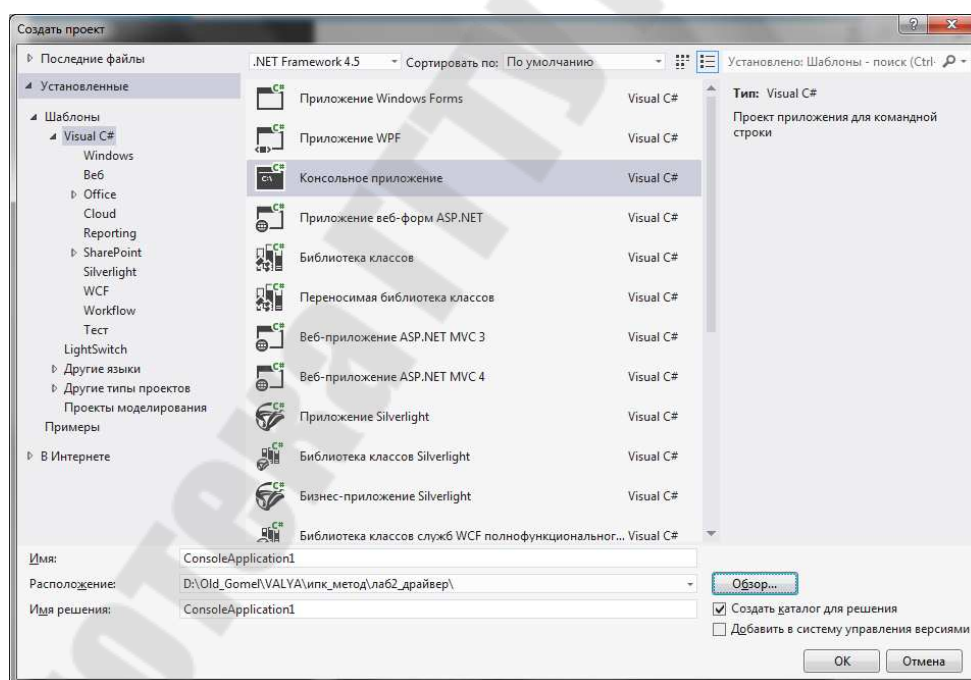 Создать проект
Последние файлы
.NET Framework 4.5
Сортировать по:
По умолчанию
Установлено: Шаблоны - поиск (Ctrl-
Установленные
Шаблоны
Visual C#
Windows
Веб
Office
Cloud
Reporting
SharePoint
Silverlight
WCF
Workflow
Тест
LightSwitch
Другие языки
Другие типы проектов
Проекты моделирования
Примеры
В Интернете
Приложение Windows Forms Visual C#
Приложение WPF Visual C#
Консольное приложение Visual C#
Приложение веб-форм ASP.NET Visual C#
Библиотека классов Visual C#
Переносимая библиотека классов Visual C#
Веб-приложение ASP.NET MVC 3 Visual C#
Веб-приложение ASP.NET MVC 4 Visual C#
Приложение Silverlight Visual C#
Библиотека классов Silverlight Visual C#
Бизнес-приложение Silverlight Visual C#
Библиотека классов служб WCF полнофункциональног... Visual C#
Тип: Visual C#
Проект приложения для командной
строки
Имя: ConsoleApplication1
Расположение: D:\Old_Gomel\VALYA\ипк_метод\лаб2_драйвер\
Обзор...
Имя решения: ConsoleApplication1
Создать каталог для решения
Добавить в систему управления версиями
OK
Отмена